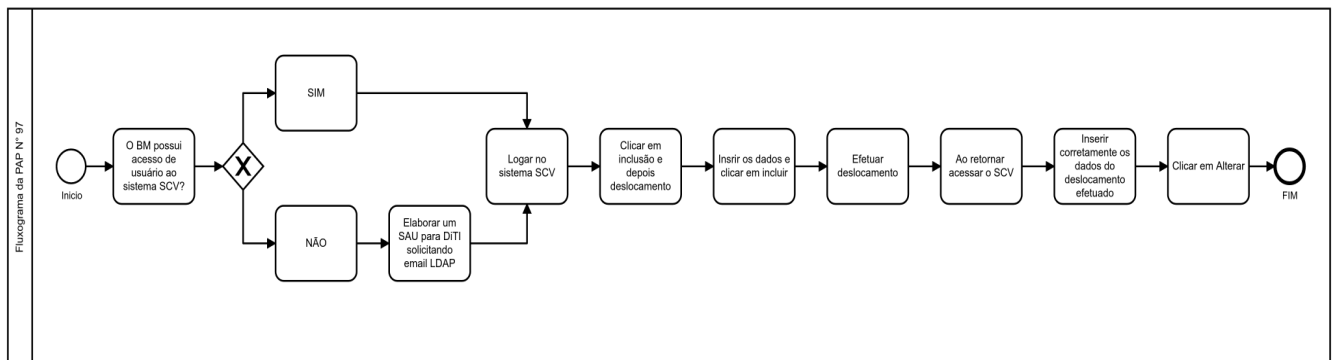 Fluxograma da PAP N° 97
Inicio
O BM possui
acesso de
usuário ao
sistema SCV?
X
SIM
NÃO
Elaborar um
SAU para DiTI
solicitando
email LDAP
Logar no
sistema SCV
Clicar em
inclusão e
depois
deslocamento
Insrir os dados e
clicar em incluir
Efetuar
deslocamento
Ao retornar
acessar o SCV
Inserir
corretamente os
dados do
deslocamento
efetuado
Clicar em Alterar
FIM